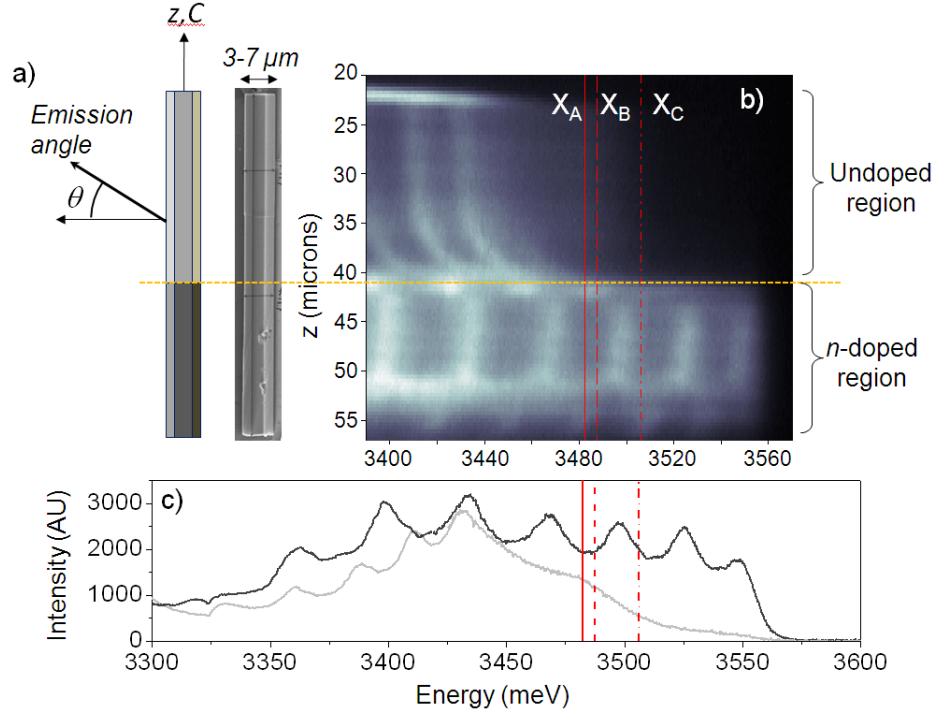 z,C
3-7 µm
a)
Emission
angle
θ
20
25
30
35
40
45
50
55
z (microns)
X_A X_B X_C b)
Undoped
region
n-doped
region
3400 3440 3480 3520 3560
c)
3000
2000
1000
0
Intensity (AU)
3300 3350 3400 3450 3500 3550 3600
Energy (meV)